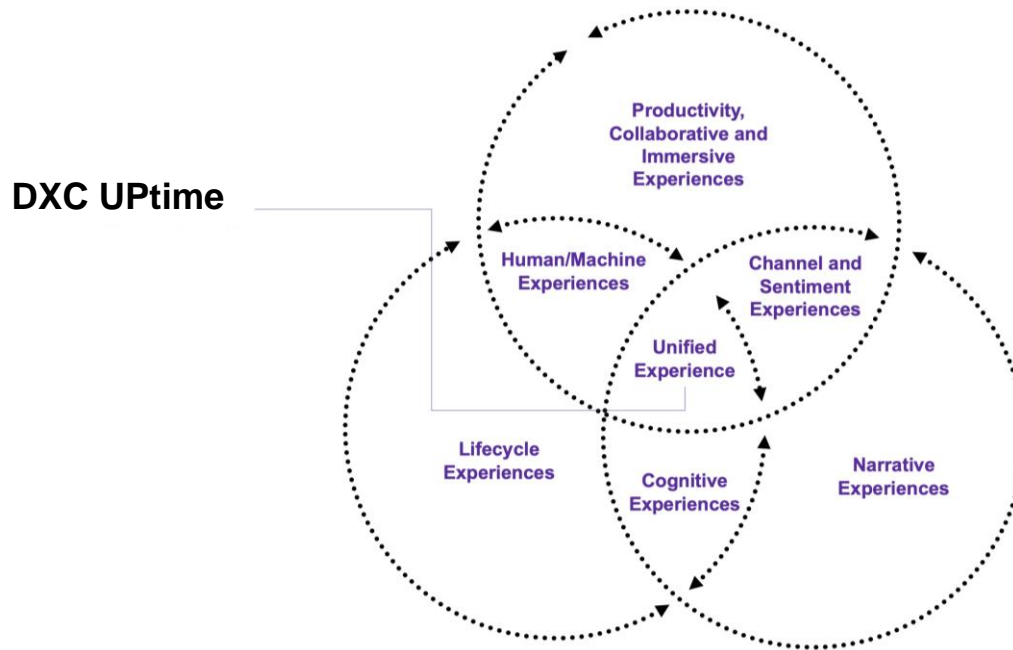 Productivity,
Collaborative and
Immersive
Experiences
DXC UPtime
Human/Machine
Experiences
Channel and
Sentiment
Experiences
Unified
Experience
Lifecycle
Experiences
Cognitive
Experiences
Narrative
Experiences